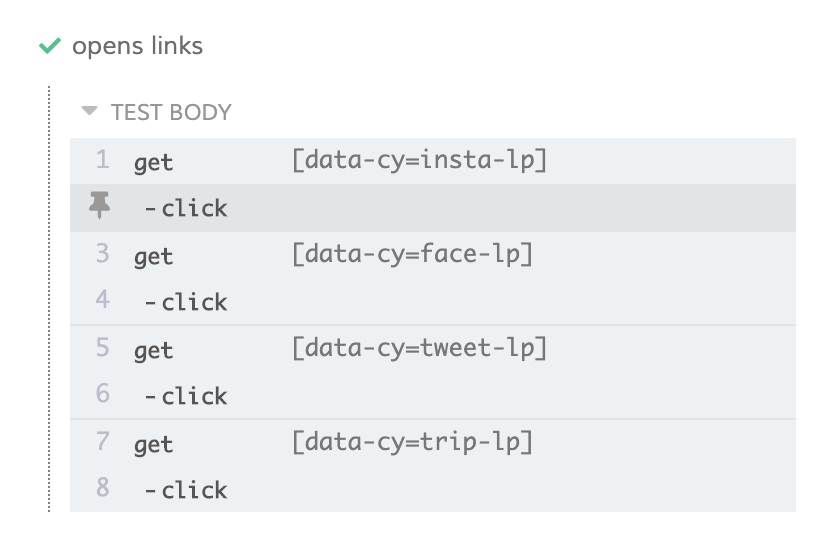 opens links
TEST BODY
1 get [data-cy=insta-lp]
-click
3 get [data-cy=face-lp]
4 -click
5 get [data-cy=tweet-lp]
6 -click
7 get [data-cy=trip-lp]
8 -click